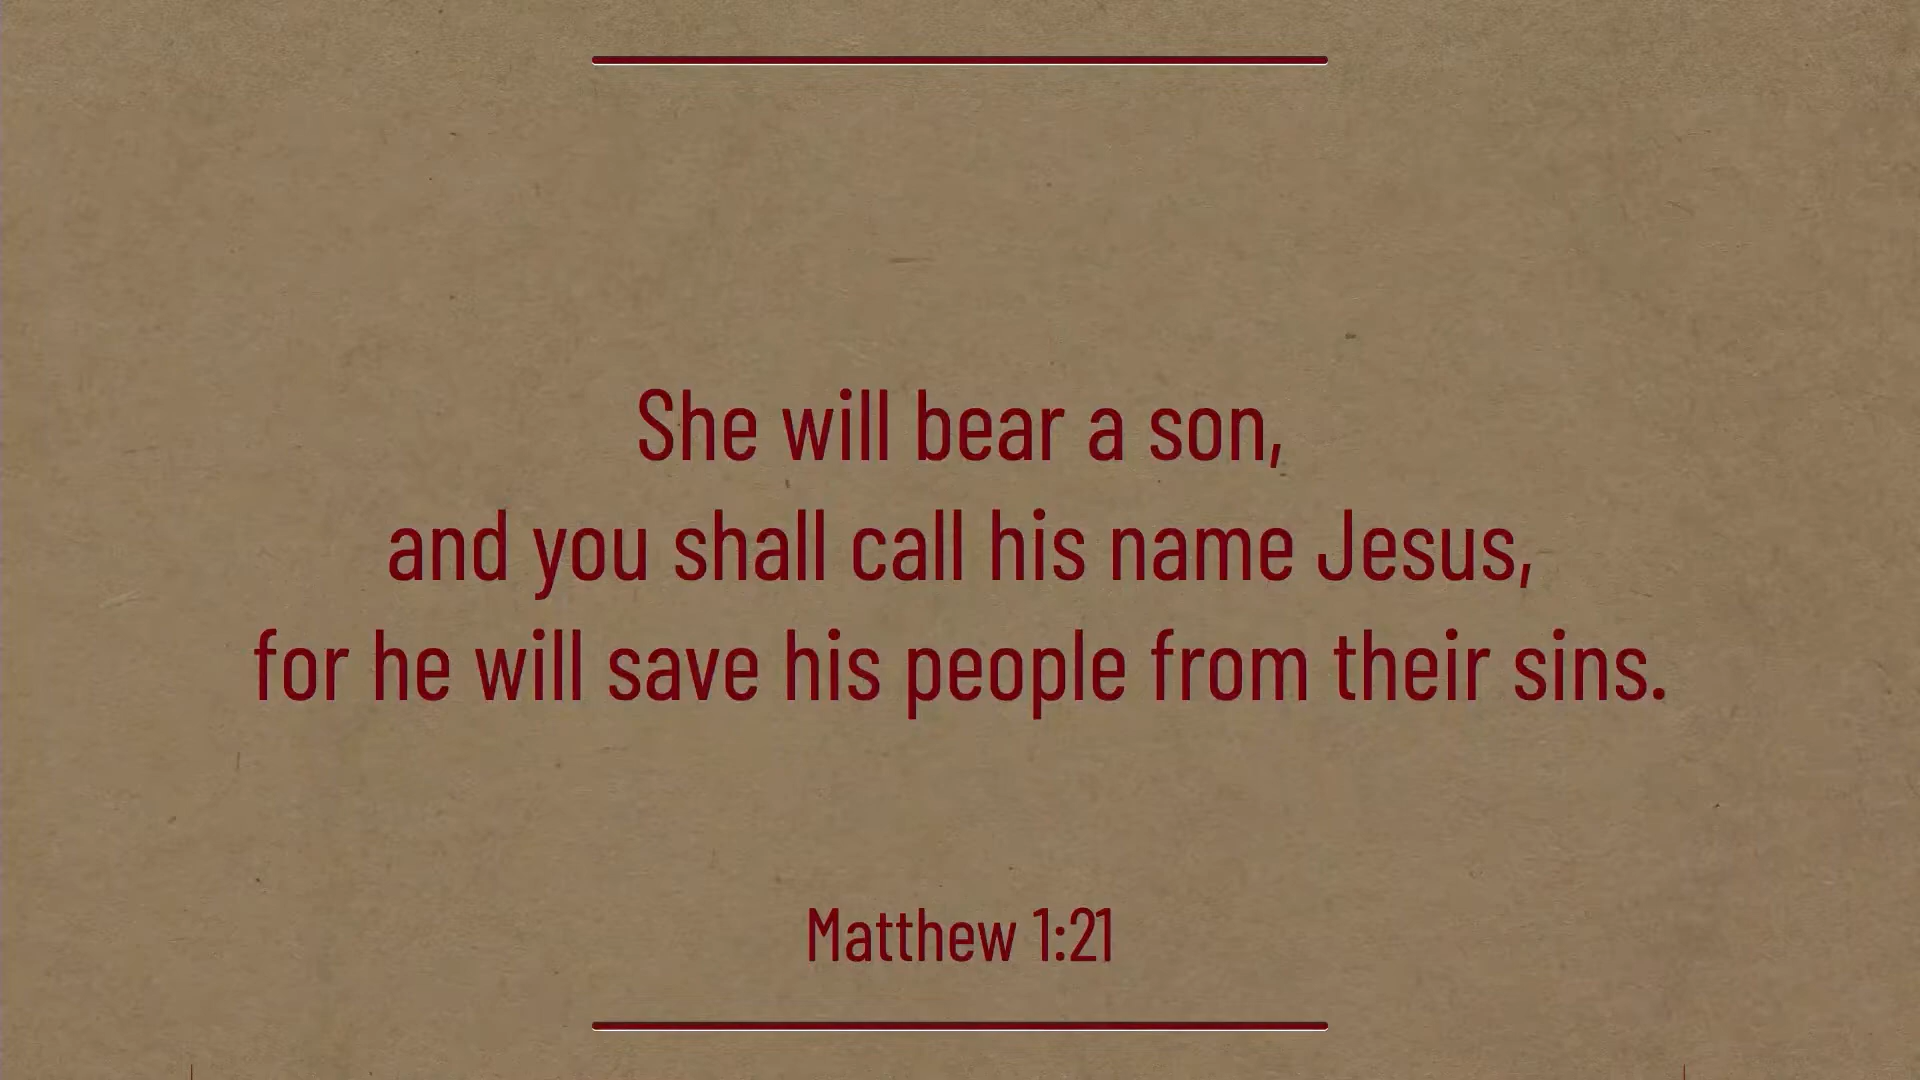 She will bear a son,
and you shall call his name Jesus,
for he will save his people from their sins.
Matthew 1:21